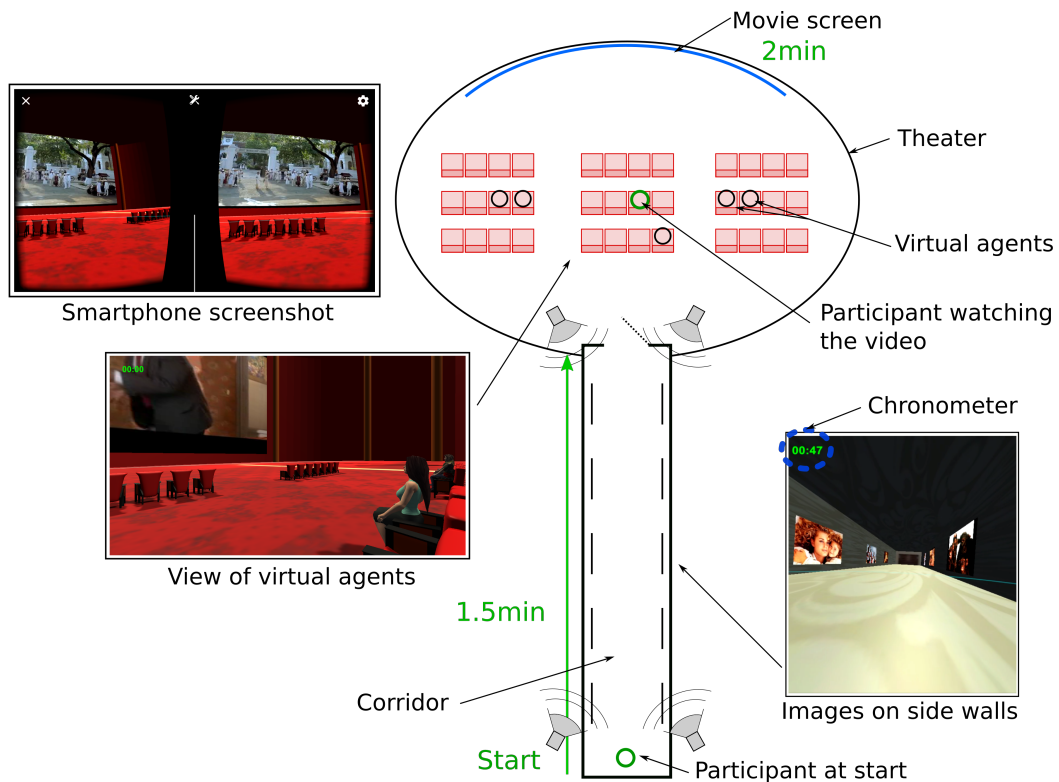 Movie screen
2min
Theater
Virtual agents
Smartphone screenshot
Participant watching
the video
00:00
Chronometer
00:47
View of virtual agents
1.5min
Corridor
Images on side walls
Start
Participant at start